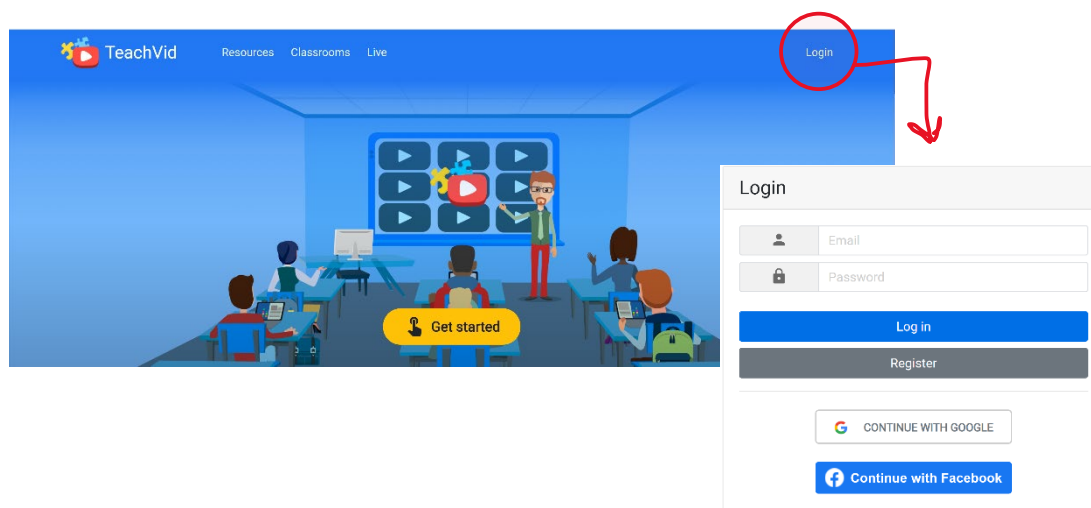 TeachVid Resources Classrooms Live Login
Get started
Login
Email
Password
Log in
Register
CONTINUE WITH GOOGLE
Continue with Facebook